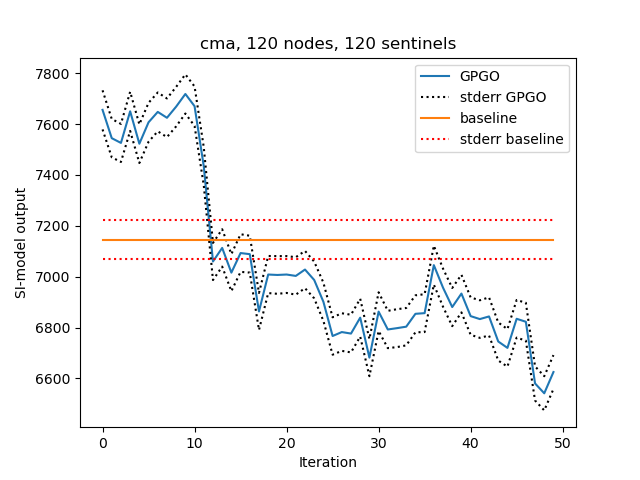 cma, 120 nodes, 120 sentinels
GPGO
stderr GPGO
baseline
stderr baseline
SI-model output
7800
7600
7400
7200
7000
6800
6600
0 10 20 30 40 50
Iteration